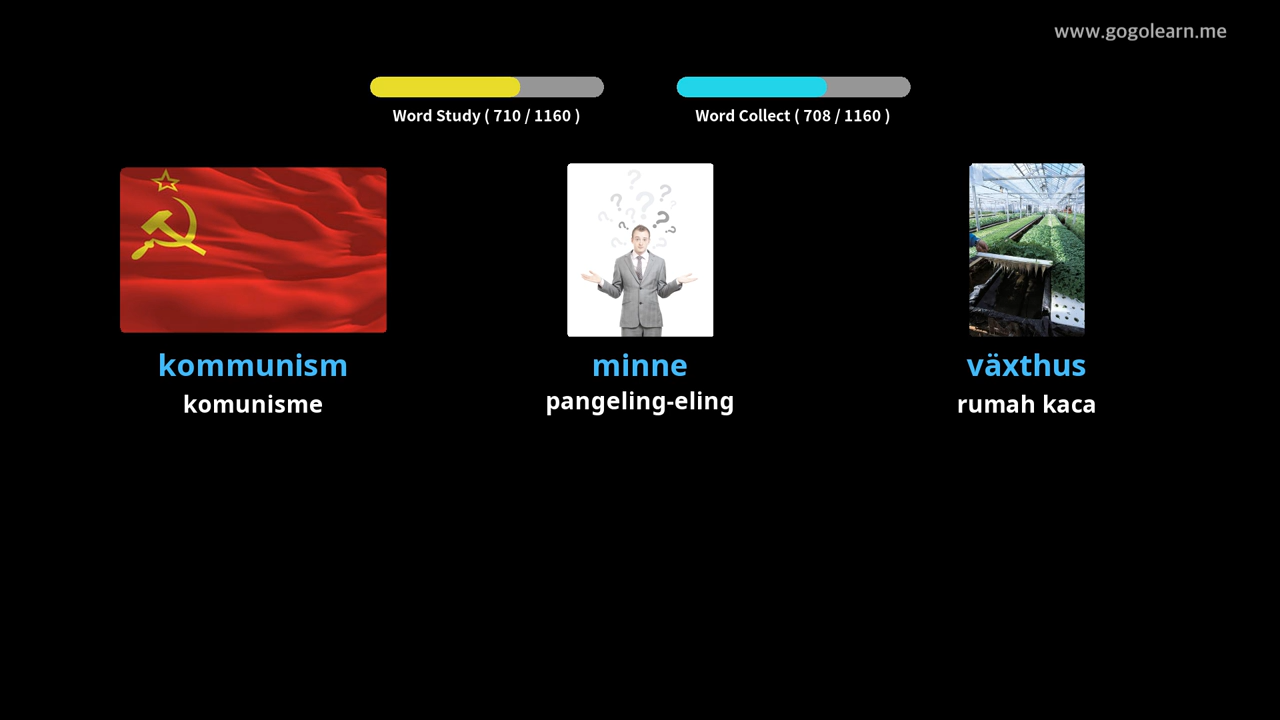 www.gogolearn.me
Word Study ( 710 / 1160 )
Word Collect ( 708 / 1160 )
kommunism
minne
växthus
komunisme
pangeling-eling
rumah kaca